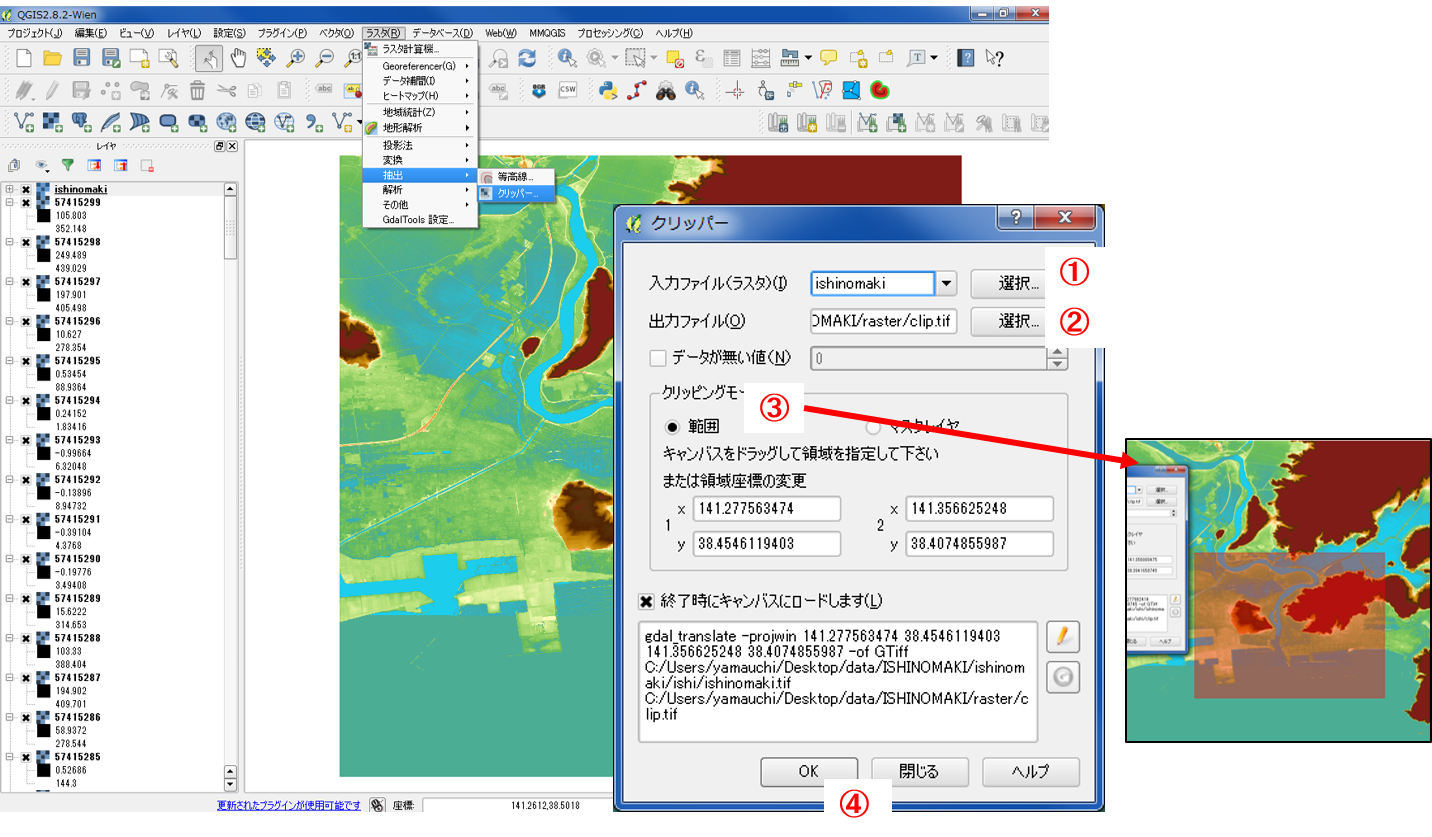 QGIS2.8.2-Wien
プロジェクト(J) 編集(E) ビュー(V) レイヤ(L) 設定(S) プラグイン(P) ベクタ(O) ラスタ(R) データベース(D) Web(W) MMQGIS プロセッシング(C) ヘルプ(H)
ラスタ計算機...
Georeferencer(G)
データ補間(I)
ヒートマップ(H)
地域統計(Z)
地形解析
投影法
変換
抽出
解析
その他
GdalTools 設定...
等高線...
クリッパー...
レイヤ
ishinomaki
57415299
105.803
352.148
57415298
249.489
439.029
57415297
197.901
405.498
57415296
10.627
278.354
57415295
0.53454
88.9364
57415294
0.24152
1.83416
57415293
-0.99664
6.32048
57415292
-0.13896
8.94732
57415291
-0.39104
4.3768
57415290
-0.19776
3.49408
57415289
15.6222
314.653
57415288
103.33
388.404
57415287
194.902
409.701
57415286
58.9372
278.544
57415285
0.52686
144.3
更新されたプラグインが使用可能です 座標: 141.2612,38.5018
クリッパー
入力ファイル(ラスタ)(I) ishinomaki 選択... ①
出力ファイル(O) OMAKI/raster/clip.tif 選択... ②
データが無い値(N) 0
クリッピングモー
③
範囲 マスクレイヤ
キャンバスをドラッグして領域を指定して下さい
または領域座標の変更
1 x 141.277563474 2 x 141.356625248
y 38.4546119403 y 38.4074855987
終了時にキャンバスにロードします(L)
gdal_translate -projwin 141.277563474 38.4546119403
141.356625248 38.4074855987 -of GTiff
C:/Users/yamauchi/Desktop/data/ISHINOMAKI/ishinom
aki/ishi/ishinomaki.tif
C:/Users/yamauchi/Desktop/data/ISHINOMAKI/raster/c
lip.tif
OK 閉じる ヘルプ
④